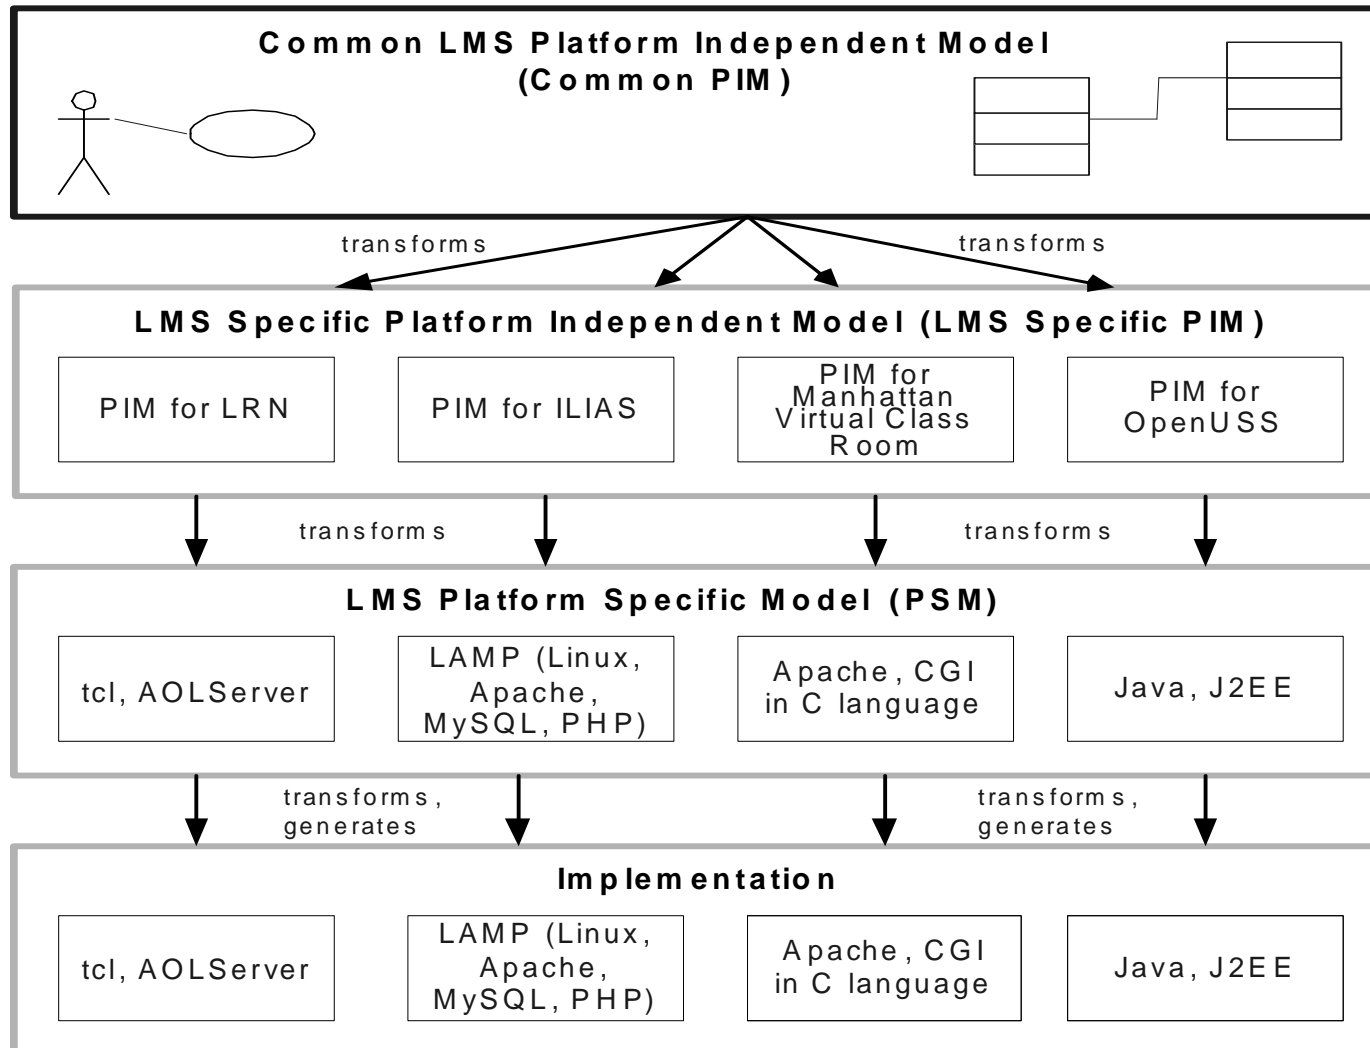 Common LMS Platform Independent Model
(Common PIM)
transforms
transforms
LMS Specific Platform Independent Model (LMS Specific PIM)
PIM for LRN
PIM for ILIAS
PIM for
Manhattan
Virtual Class
Room
PIM for
OpenUSS
transforms
transforms
LMS Platform Specific Model (PSM)
tcl, AOLServer
LAMP (Linux,
Apache,
MySQL, PHP)
Apache, CGI
in C language
Java, J2EE
transforms,
generates
transforms,
generates
Implementation
tcl, AOLServer
LAMP (Linux,
Apache,
MySQL, PHP)
Apache, CGI
in C language
Java, J2EE